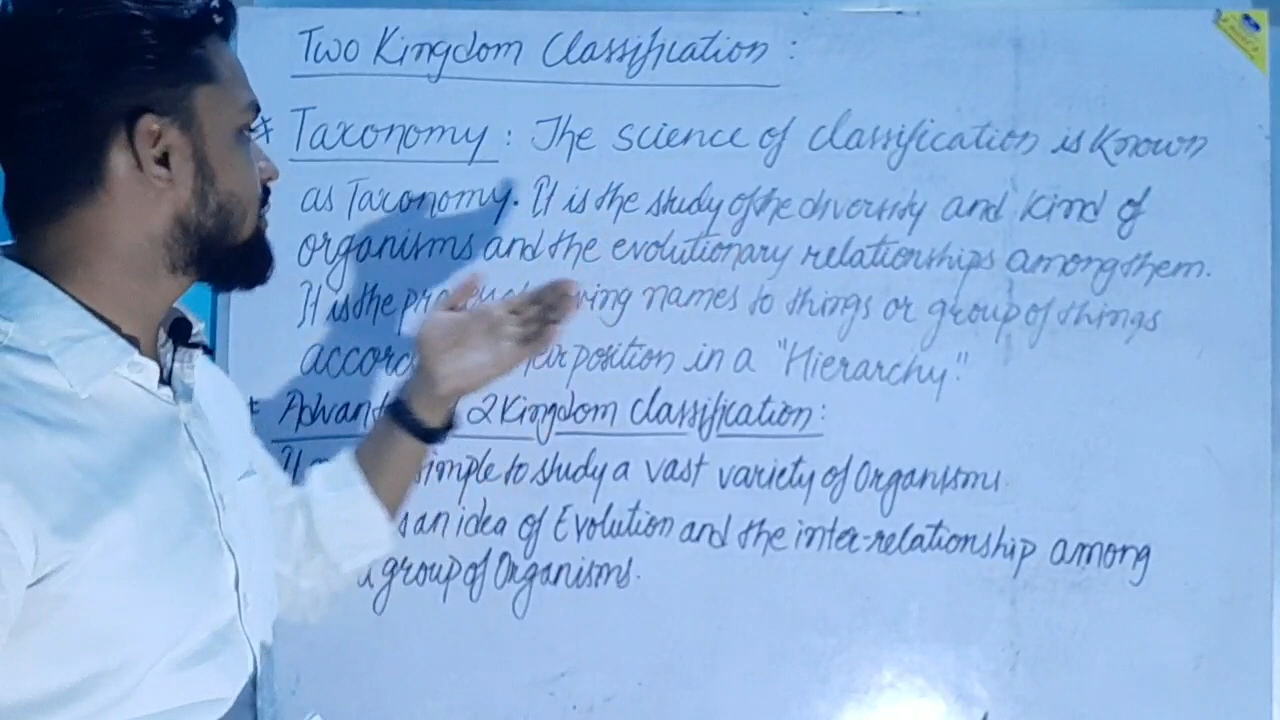 Two Kingdom Classification :
* Taxonomy : The science of classification is Known
as Taxonomy. It is the study of the diversity and kind of
organisms and the evolutionary relationships among them.
It is the names to things or group of things
position in a "Hierarchy".
* 2 Kingdom Classification :
It simple to study a vast variety of Organisms.
an idea of Evolution and the inter-relationship among
group of Organisms.